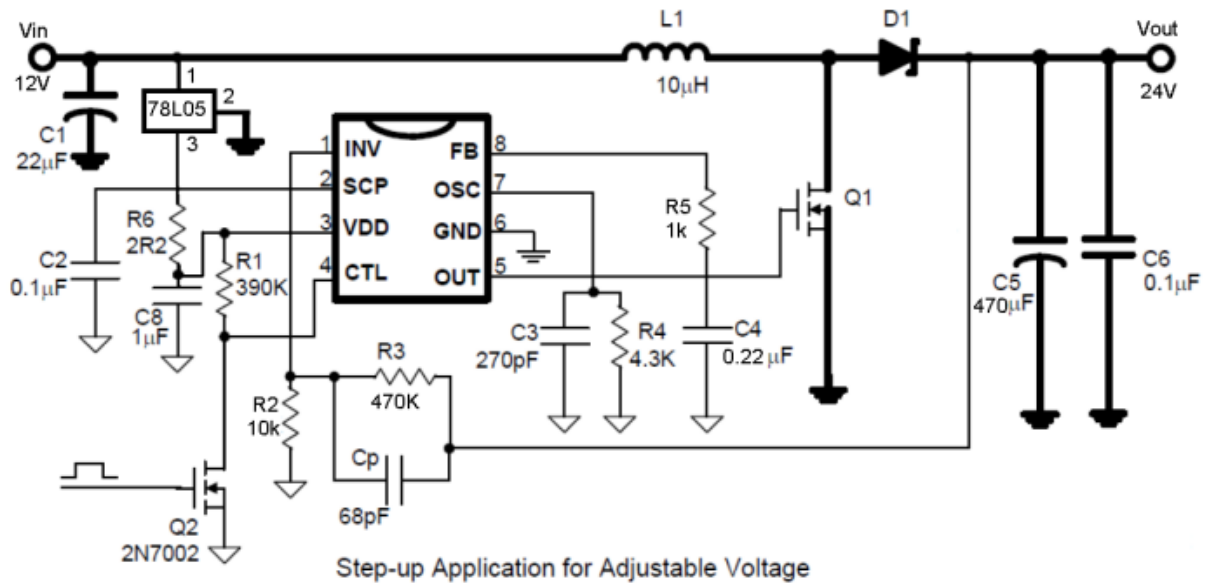 Vin
12V
L1
10µH
D1
Vout
24V
C1
22µF
78L05
1
2
3
1 INV
2 SCP
3 VDD
4 CTL
FB 8
OSC 7
GND 6
OUT 5
R6
2R2
R1
390K
C2
0.1µF
C8
1µF
R5
1k
Q1
C3
270pF
R4
4.3K
C4
0.22 µF
C5
470µF
C6
0.1µF
R3
470K
R2
10k
Cp
68pF
Q2
2N7002
Step-up Application for Adjustable Voltage